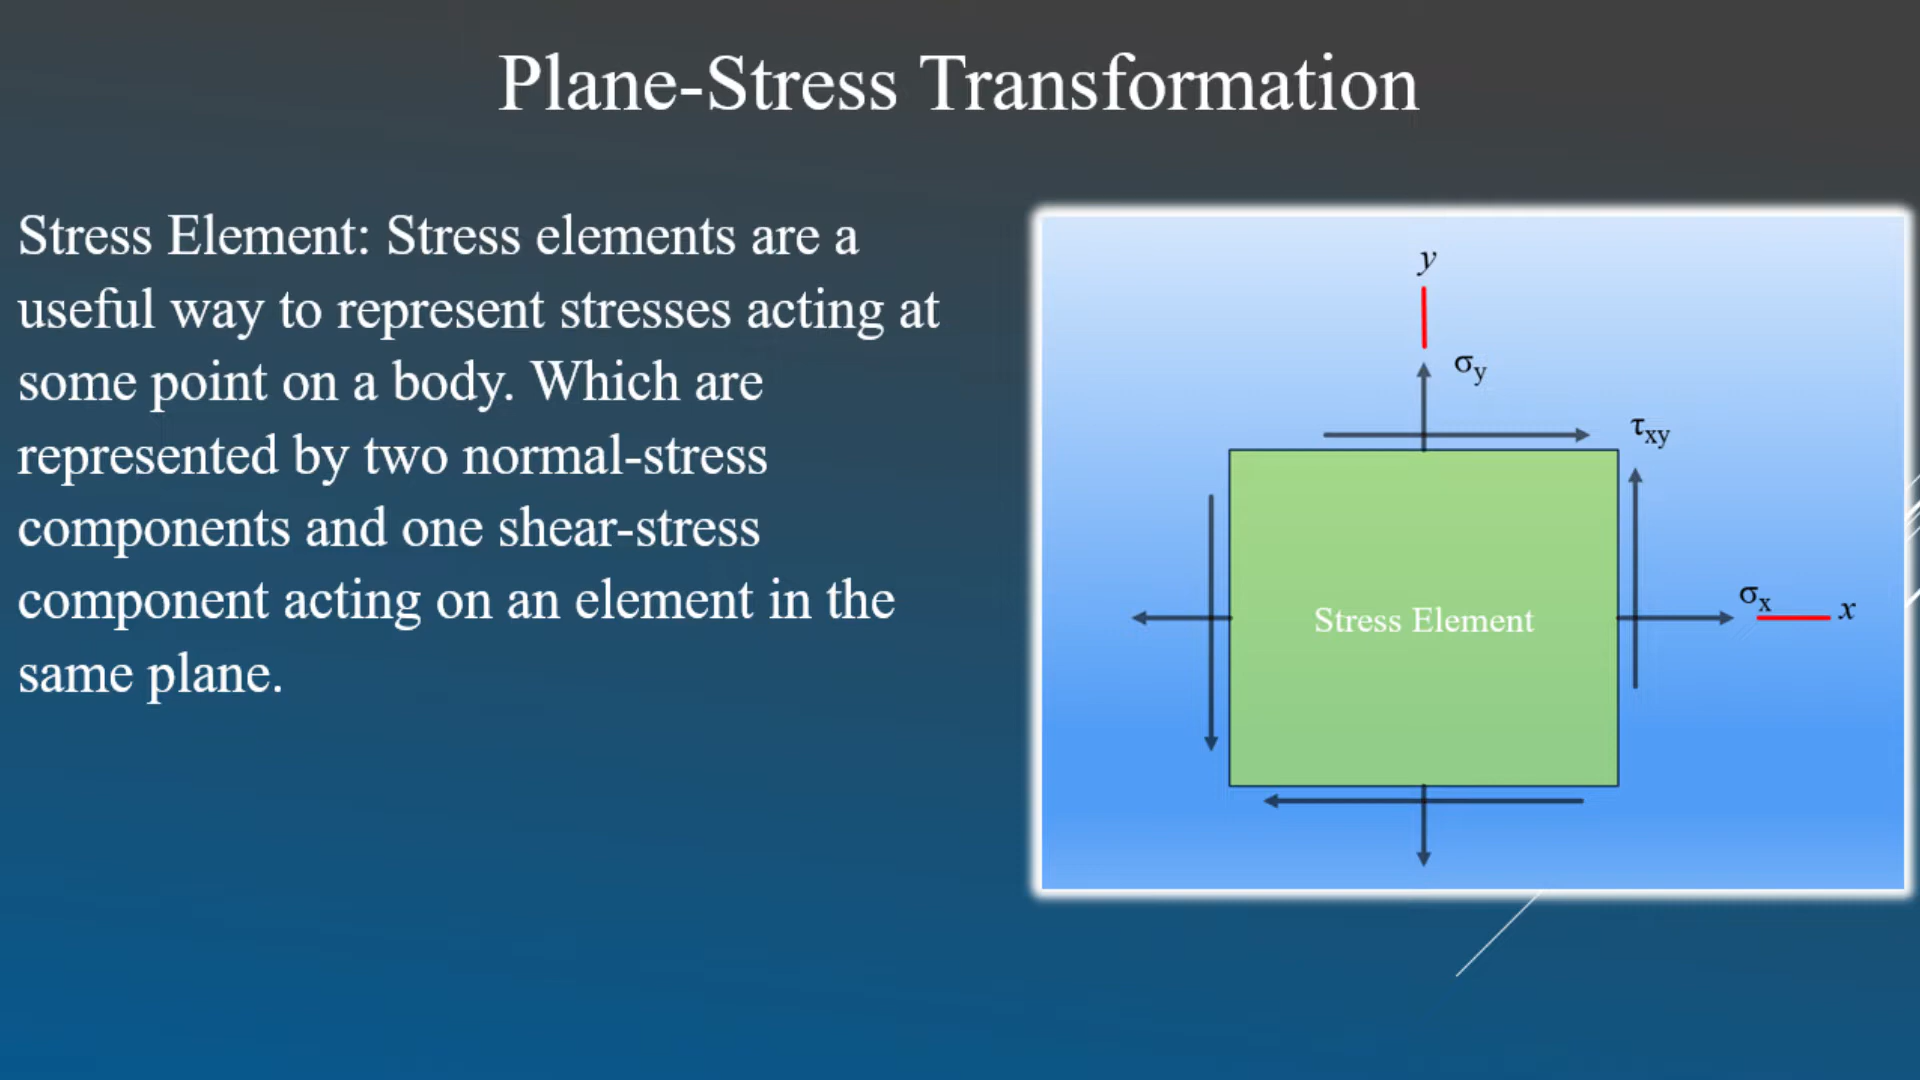 Plane-Stress Transformation
Stress Element: Stress elements are a
useful way to represent stresses acting at
some point on a body. Which are
represented by two normal-stress
components and one shear-stress
component acting on an element in the
same plane.
y
σy
τxy
Stress Element
σx
x